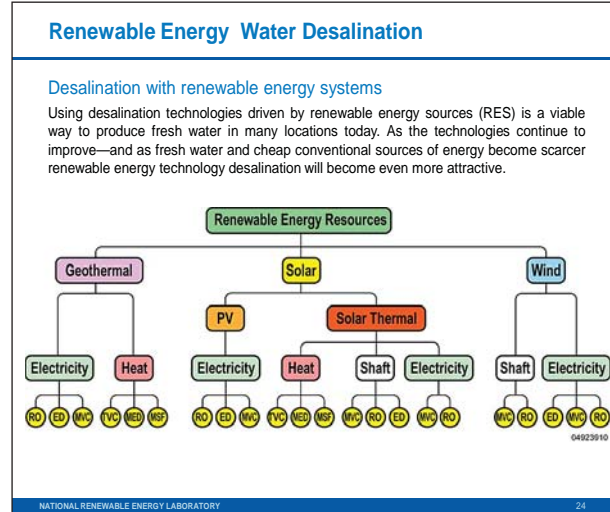 Renewable Energy  Water Desalination
Desalination with renewable energy systems
Using desalination technologies driven by renewable energy sources (RES) is a viable
way to produce fresh water in many locations today. As the technologies continue to
improve—and as fresh water and cheap conventional sources of energy become scarcer
renewable energy technology desalination will become even more attractive.
Renewable Energy Resources
Geothermal Solar Wind
PV Solar Thermal
Electricity Heat Electricity Heat Shaft Electricity Shaft Electricity
RO ED MVC TVC MED MSF RO ED MVC TVC MED MSF MVC RO ED MVC RO MVC RO ED MVC RO
04923910
NATIONAL RENEWABLE ENERGY LABORATORY 24